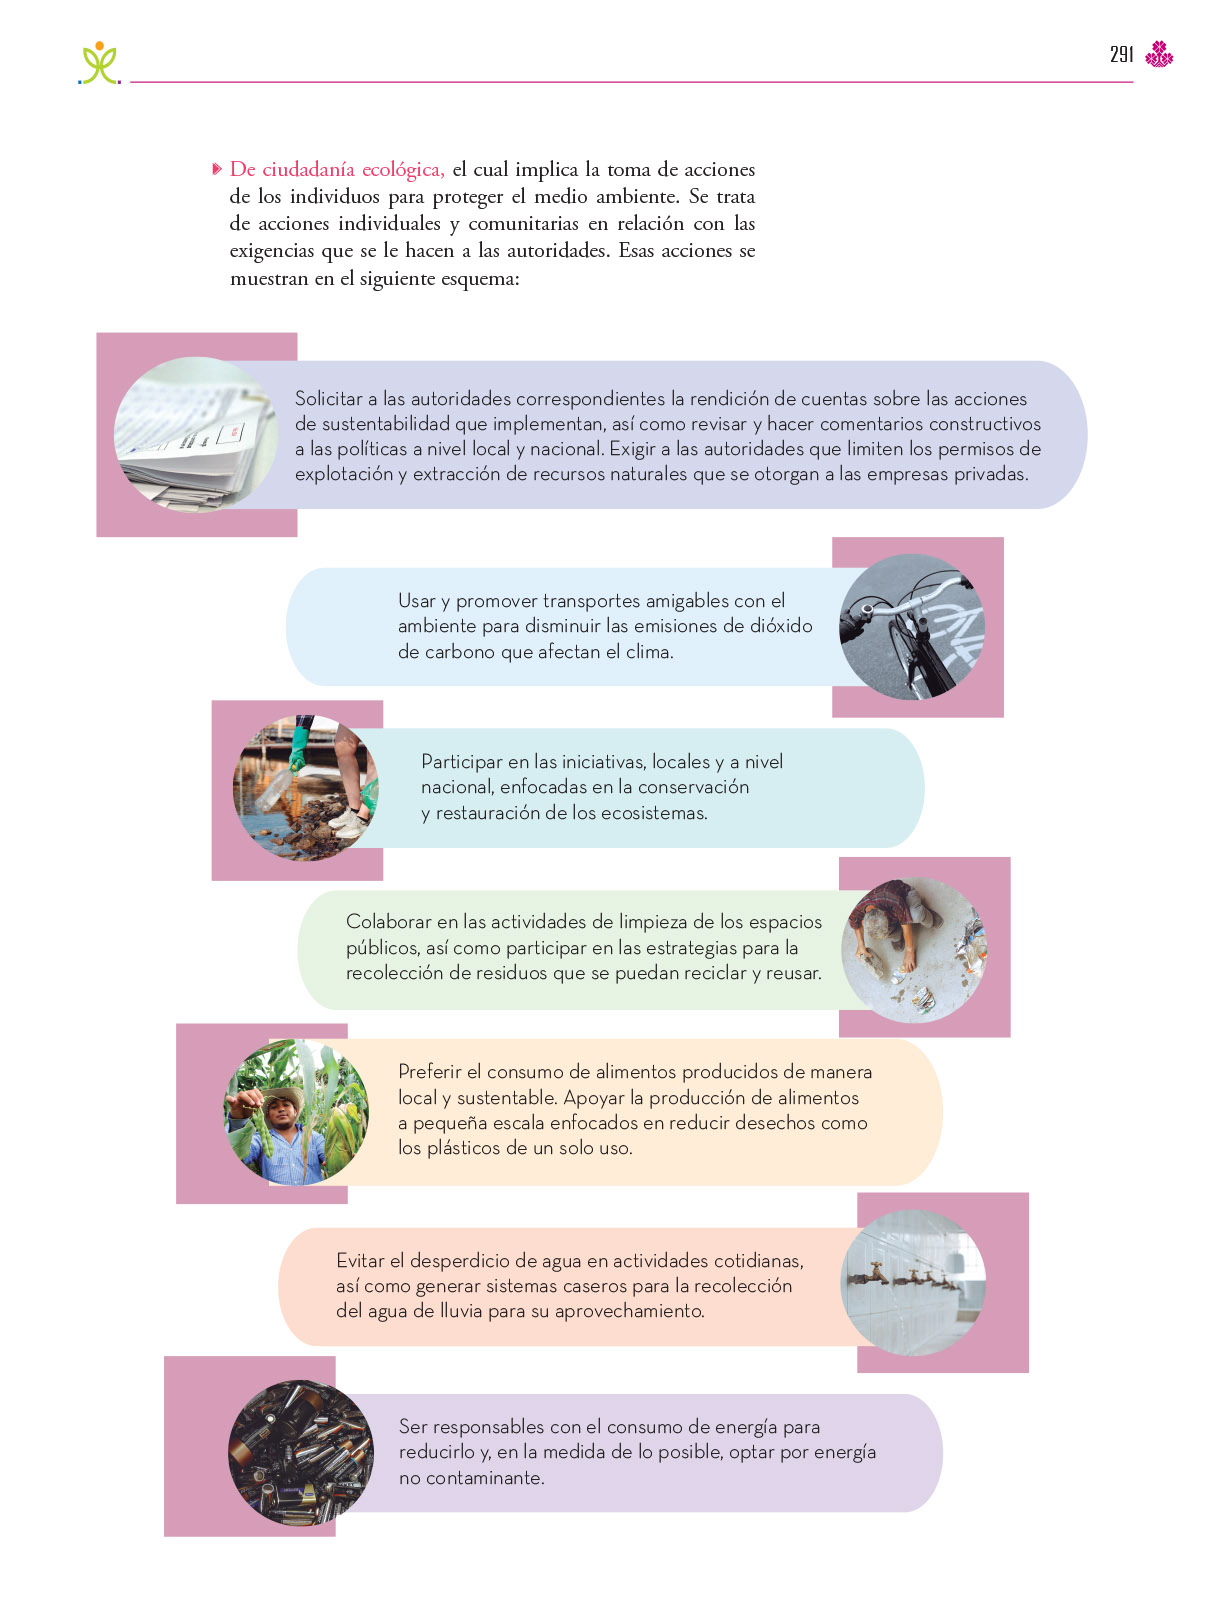 291
De ciudadanía ecológica, el cual implica la toma de acciones
de los individuos para proteger el medio ambiente. Se trata
de acciones individuales y comunitarias en relación con las
exigencias que se le hacen a las autoridades. Esas acciones se
muestran en el siguiente esquema:
Solicitar a las autoridades correspondientes la rendición de cuentas sobre las acciones
de sustentabilidad que implementan, así como revisar y hacer comentarios constructivos
a las políticas a nivel local y nacional. Exigir a las autoridades que limiten los permisos de
explotación y extracción de recursos naturales que se otorgan a las empresas privadas.
Usar y promover transportes amigables con el
ambiente para disminuir las emisiones de dióxido
de carbono que afectan el clima.
Participar en las iniciativas, locales y a nivel
nacional, enfocadas en la conservación
y restauración de los ecosistemas.
Colaborar en las actividades de limpieza de los espacios
públicos, así como participar en las estrategias para la
recolección de residuos que se puedan reciclar y reusar.
Preferir el consumo de alimentos producidos de manera
local y sustentable. Apoyar la producción de alimentos
a pequeña escala enfocados en reducir desechos como
los plásticos de un solo uso.
Evitar el desperdicio de agua en actividades cotidianas,
así como generar sistemas caseros para la recolección
del agua de lluvia para su aprovechamiento.
Ser responsables con el consumo de energía para
reducirlo y, en la medida de lo posible, optar por energía
no contaminante.